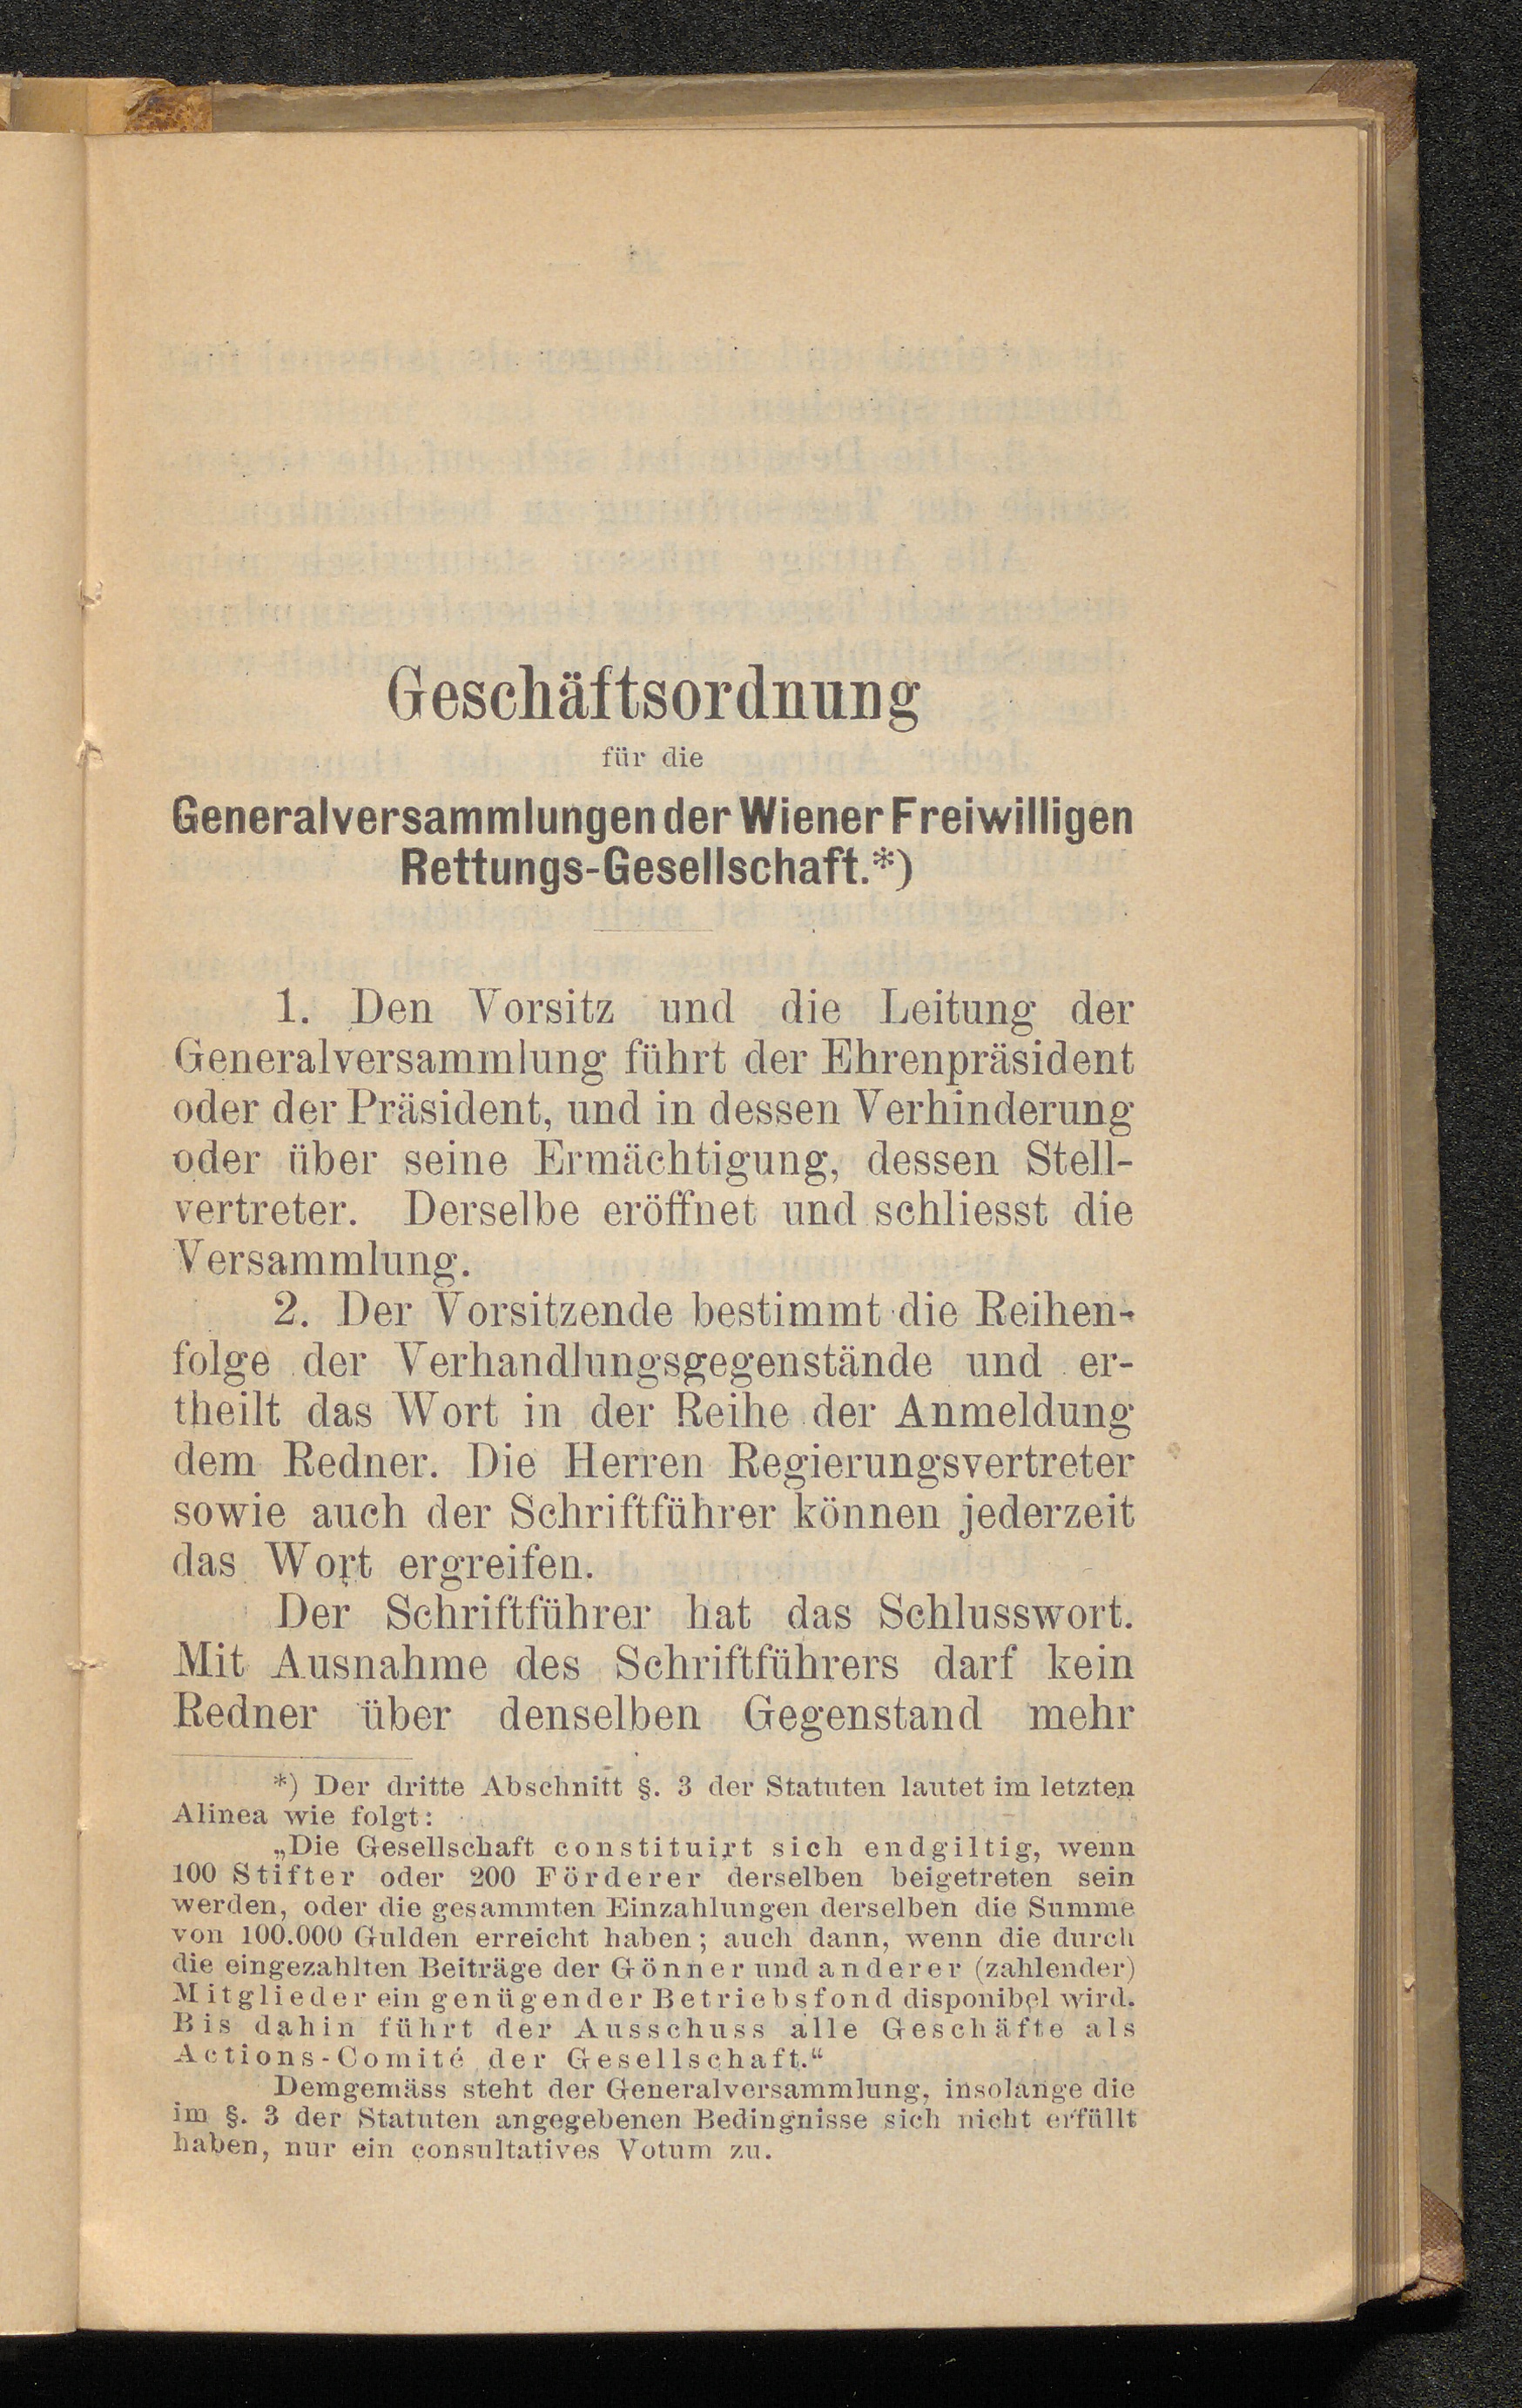 Geschäftsordnung
für die
Generalversammlungen der Wiener Freiwilligen
Rettungs-Gesellschaft.*)
1. Den Vorsitz und die Leitung der
Generalversammlung führt der Ehrenpräsident
oder der Präsident, und in dessen Verhinderung
oder über seine Ermächtigung, dessen Stell-
vertreter. Derselbe eröffnet und schliesst die
Versammlung.
2. Der Vorsitzende bestimmt die Reihen-
folge der Verhandlungsgegenstände und er-
theilt das Wort in der Reihe der Anmeldung
dem Redner. Die Herren Regierungsvertreter
sowie auch der Schriftführer können jederzeit
das Wort ergreifen.
Der Schriftführer hat das Schlusswort.
Mit Ausnahme des Schriftführers darf kein
Redner über denselben Gegenstand mehr
*) Der dritte Abschnitt §. 3 der Statuten lautet im letzten
Alinea wie folgt:
„Die Gesellschaft constituirt sich endgiltig, wenn
100 Stifter oder 200 Förderer derselben beigetreten sein
werden, oder die gesammten Einzahlungen derselben die Summe
von 100.000 Gulden erreicht haben; auch dann, wenn die durch
die eingezahlten Beiträge der Gönner und anderer (zahlender)
Mitglieder ein genügender Betriebsfond disponibel wird.
Bis dahin führt der Ausschuss alle Geschäfte als
Actions-Comité der Gesellschaft.“
Demgemäss steht der Generalversammlung, insolange die
im §. 3 der Statuten angegebenen Bedingnisse sich nicht erfüllt
haben, nur ein consultatives Votum zu.